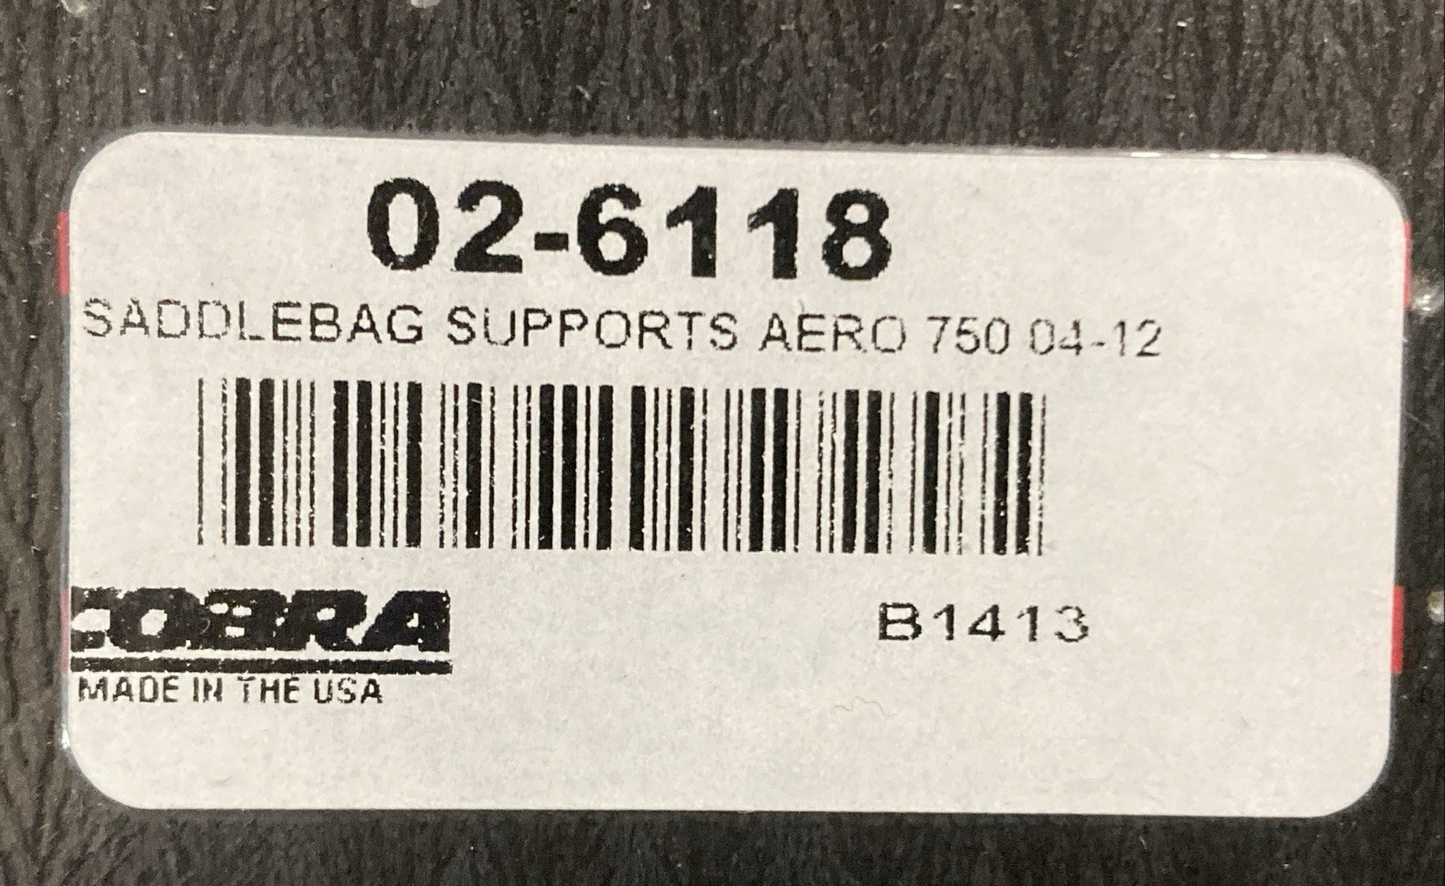 02-6118
SADDLEBAG SUPPORTS AERO 750 04-12
COBRA
B1413
MADE IN THE USA